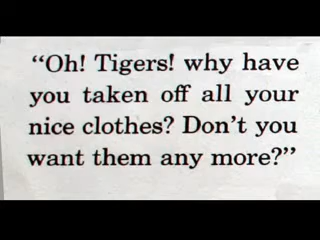 “Oh! Tigers! why have
you taken off all your
nice clothes? Don’t you
want them any more?”